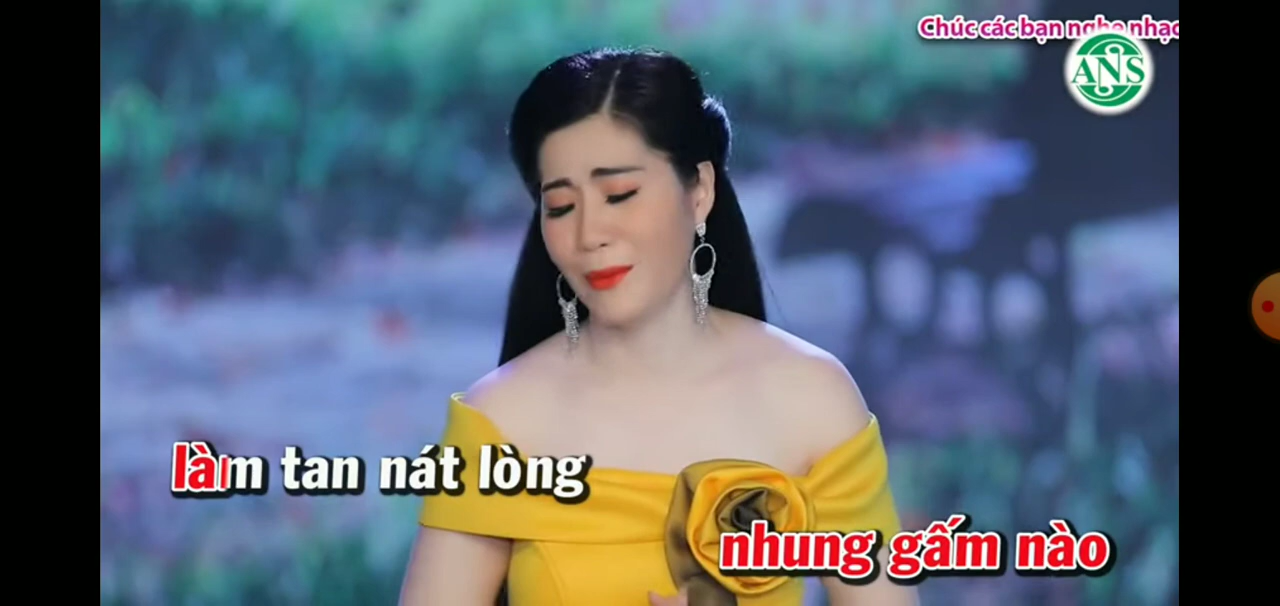 Chúc các bạn nghe nhạc
ANS
làm tan nát lòng
nhung gấm nào